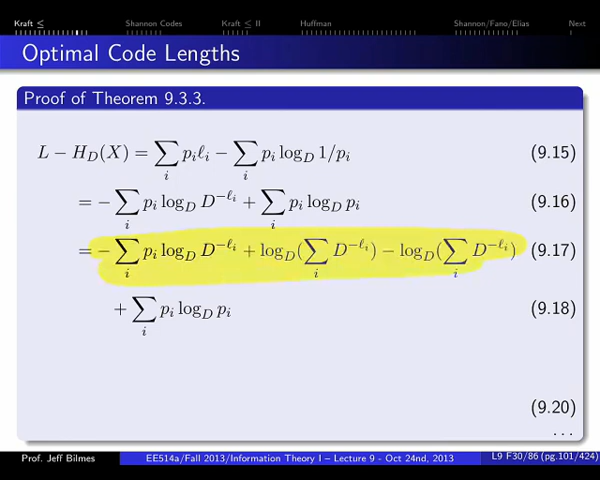 Kraft ≤ Shannon Codes Kraft ≤ II Huffman Shannon/Fano/Elias Next
Optimal Code Lengths
Proof of Theorem 9.3.3.
L − H_D(X) = ∑_i p_i ℓ_i − ∑_i p_i log_D 1/p_i (9.15)
= − ∑_i p_i log_D D^{−ℓ_i} + ∑_i p_i log_D p_i (9.16)
= − ∑_i p_i log_D D^{−ℓ_i} + log_D(∑_i D^{−ℓ_i}) − log_D(∑_i D^{−ℓ_i}) (9.17)
+ ∑_i p_i log_D p_i (9.18)
(9.20)
...
Prof. Jeff Bilmes EE514a/Fall 2013/Information Theory I – Lecture 9 - Oct 24nd, 2013 L9 F30/86 (pg.101/424)